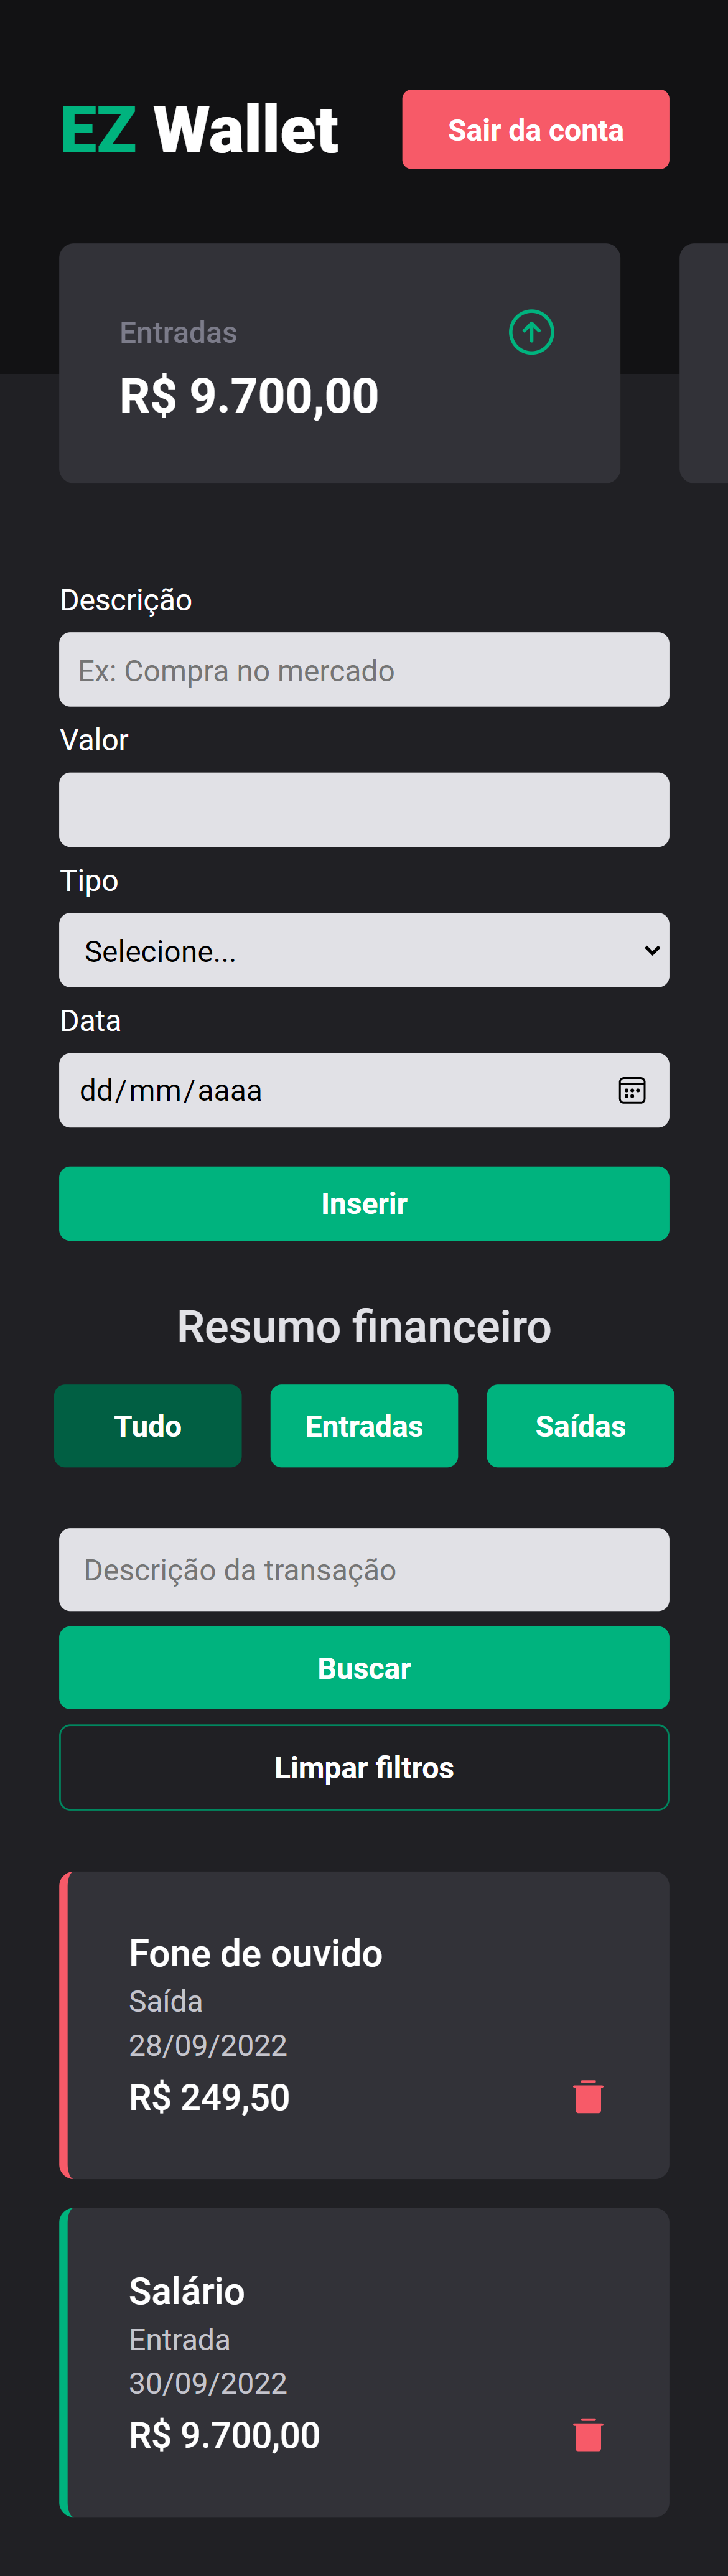 EZ Wallet
Sair da conta
Entradas
R$ 9.700,00
Descrição
Ex: Compra no mercado
Valor
Tipo
Selecione...
Data
dd/mm/aaaa
Inserir
Resumo financeiro
Tudo
Entradas
Saídas
Descrição da transação
Buscar
Limpar filtros
Fone de ouvido
Saída
28/09/2022
R$ 249,50
Salário
Entrada
30/09/2022
R$ 9.700,00